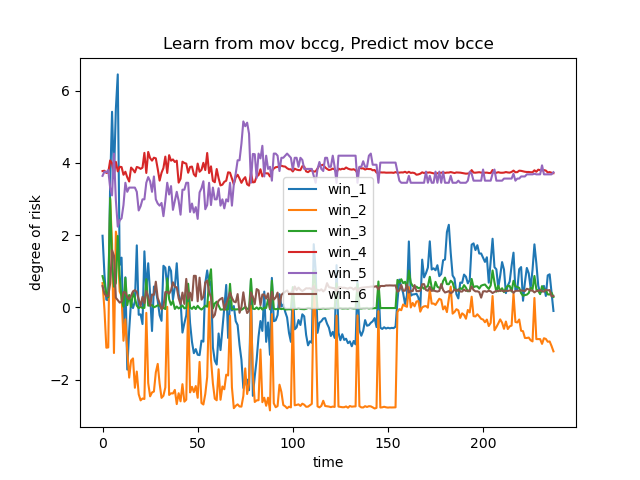 Learn from mov bccg, Predict mov bcce
degree of risk
6
4
2
0
−2
win_1
win_2
win_3
win_4
win_5
win_6
0 50 100 150 200
time